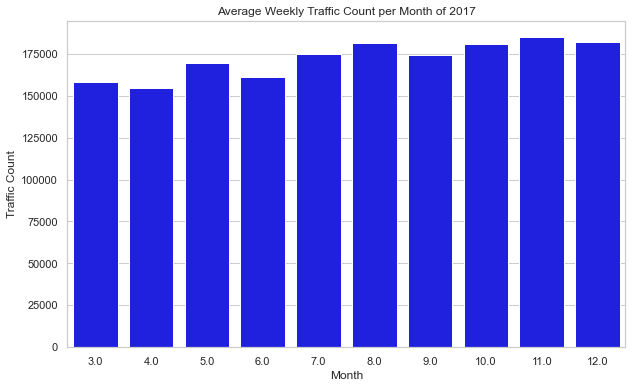 Average Weekly Traffic Count per Month of 2017
175000
150000
125000
100000
75000
50000
25000
0
Traffic Count
3.0 4.0 5.0 6.0 7.0 8.0 9.0 10.0 11.0 12.0
Month